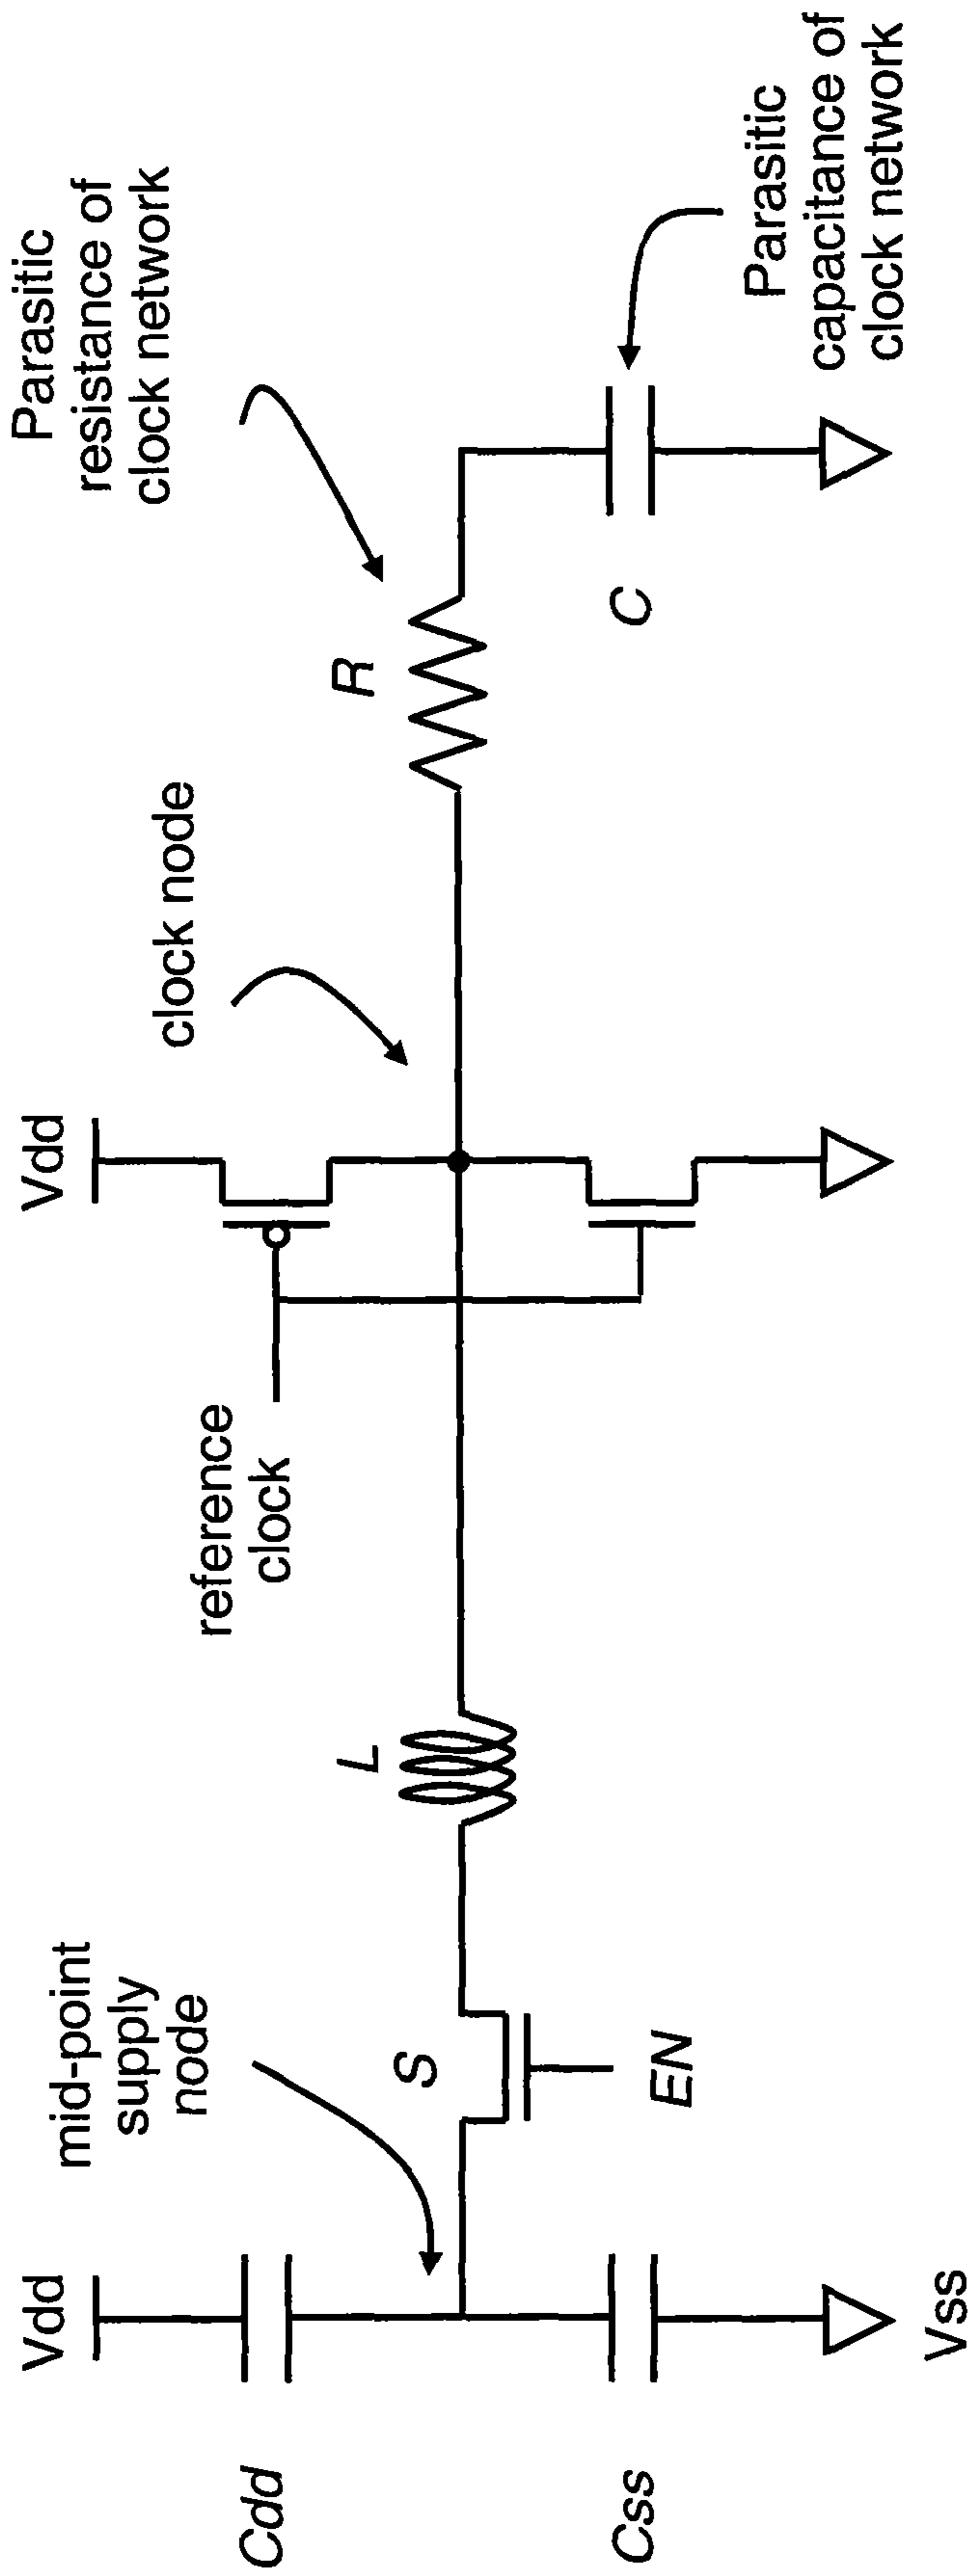 Vdd
Cdd
mid-point
supply
node
S
EN
Css
Vss
L
reference
clock
Vdd
clock node
R
Parasitic
resistance of
clock network
C
Parasitic
capacitance of
clock network